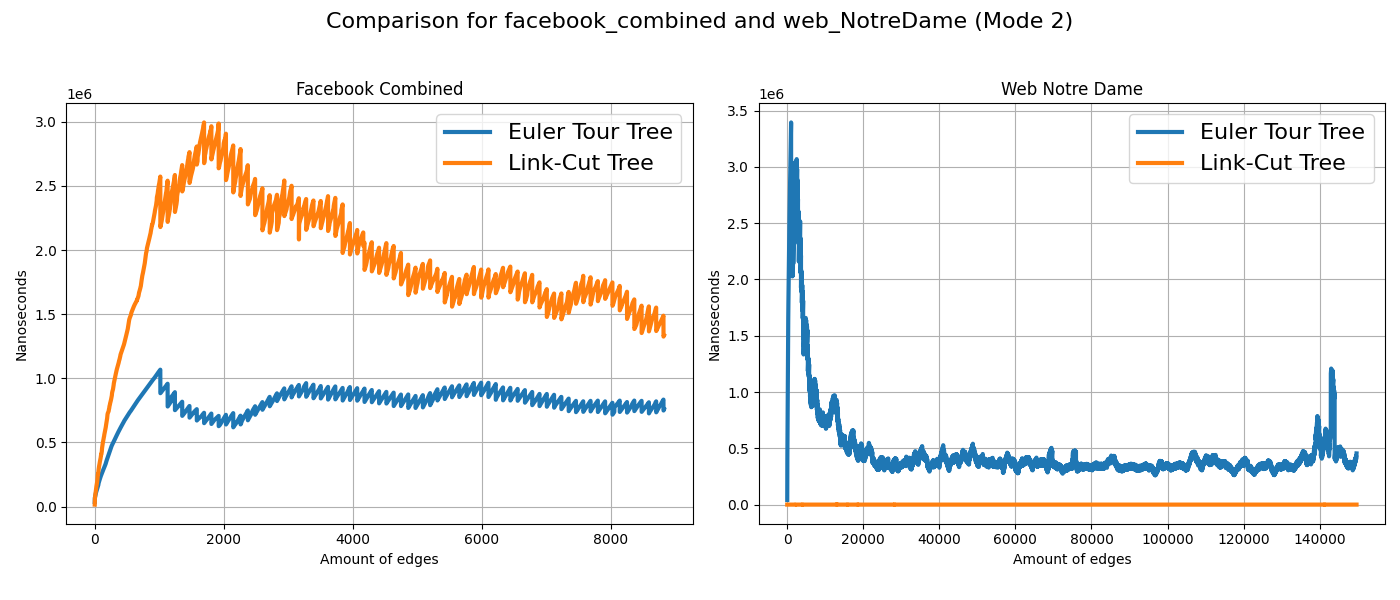 Comparison for facebook_combined and web_NotreDame (Mode 2)
Facebook Combined
1e6
3.0
2.5
2.0
1.5
1.0
0.5
0.0
Nanoseconds
Euler Tour Tree
Link-Cut Tree
0 2000 4000 6000 8000
Amount of edges
Web Notre Dame
1e6
3.5
3.0
2.5
2.0
1.5
1.0
0.5
0.0
Nanoseconds
Euler Tour Tree
Link-Cut Tree
0 20000 40000 60000 80000 100000 120000 140000
Amount of edges